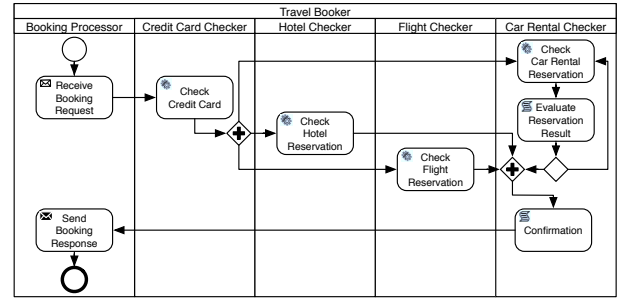 Travel Booker
Booking Processor
Credit Card Checker
Hotel Checker
Flight Checker
Car Rental Checker
Receive
Booking
Request
Check
Credit Card
Check
Hotel
Reservation
Check
Flight
Reservation
Check
Car Rental
Reservation
Evaluate
Reservation
Result
Send
Booking
Response
Confirmation